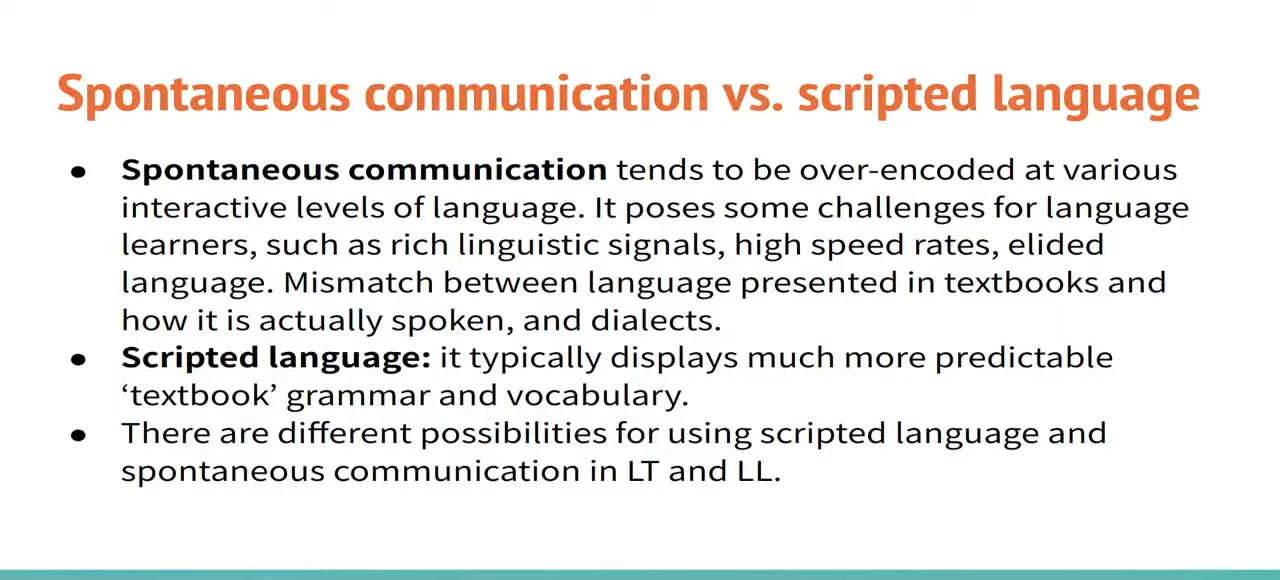 Spontaneous communication vs. scripted language
● Spontaneous communication tends to be over-encoded at various
interactive levels of language. It poses some challenges for language
learners, such as rich linguistic signals, high speed rates, elided
language. Mismatch between language presented in textbooks and
how it is actually spoken, and dialects.
● Scripted language: it typically displays much more predictable
‘textbook’ grammar and vocabulary.
● There are different possibilities for using scripted language and
spontaneous communication in LT and LL.